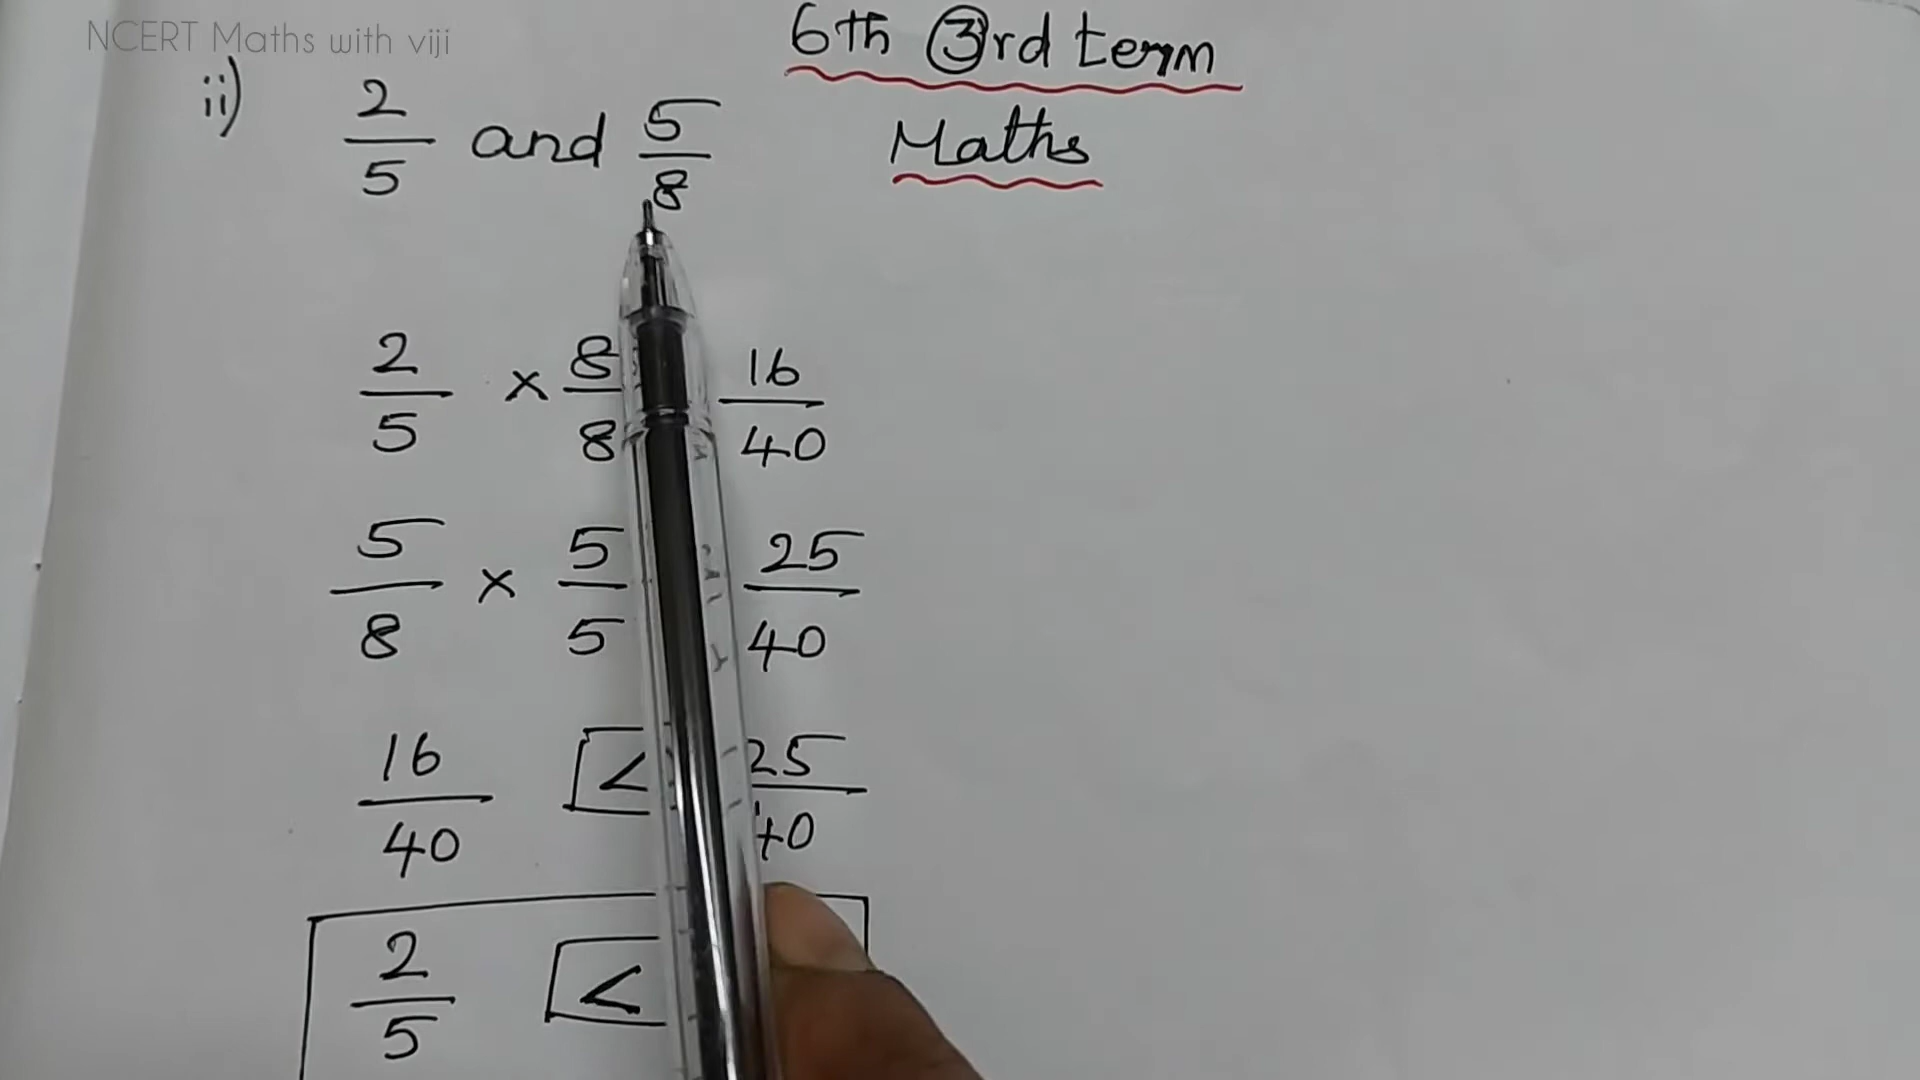 NCERT Maths with viji
6th 3rd term
Maths
ii) 2/5 and 5/8
2/5 × 8/8 16/40
5/8 × 5/5 25/40
16/40 < 25/40
2/5 <